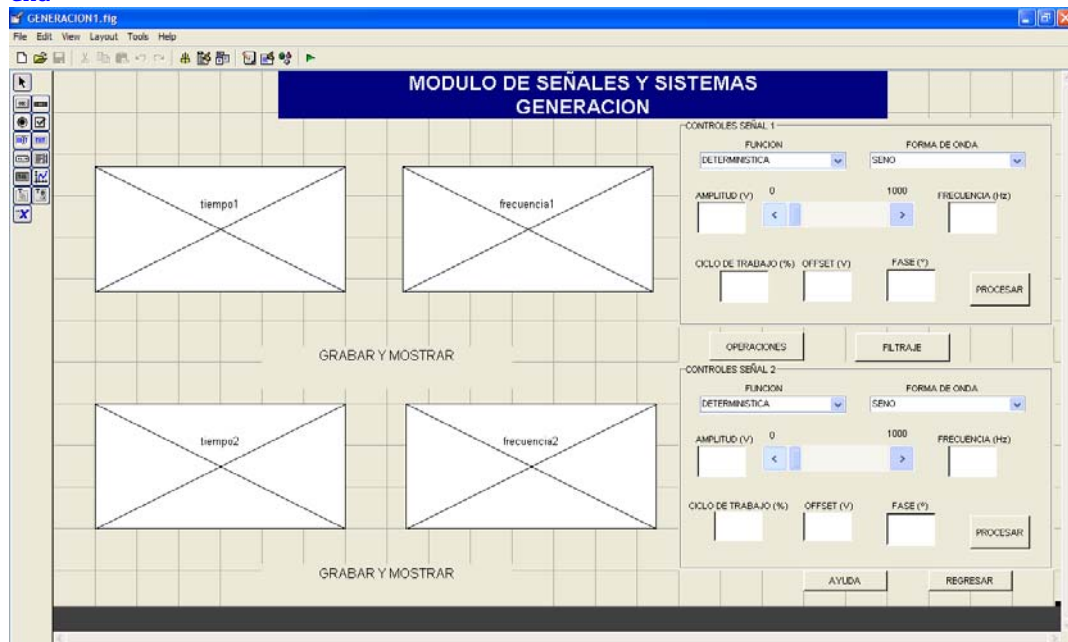 end
GENERACION1.fig
File Edit View Layout Tools Help
MODULO DE SEÑALES Y SISTEMAS
GENERACION
CONTROLES SEÑAL 1
FUNCION FORMA DE ONDA
DETERMINISTICA SENO
tiempo1 frecuencia1
AMPLITUD (V) 0 1000 FRECUENCIA (Hz)
CICLO DE TRABAJO (%) OFFSET (V) FASE (º)
PROCESAR
OPERACIONES FILTRAJE
GRABAR Y MOSTRAR
CONTROLES SEÑAL 2
FUNCION FORMA DE ONDA
DETERMINISTICA SENO
tiempo2 frecuencia2
AMPLITUD (V) 0 1000 FRECUENCIA (Hz)
CICLO DE TRABAJO (%) OFFSET (V) FASE (º)
PROCESAR
GRABAR Y MOSTRAR
AYUDA REGRESAR